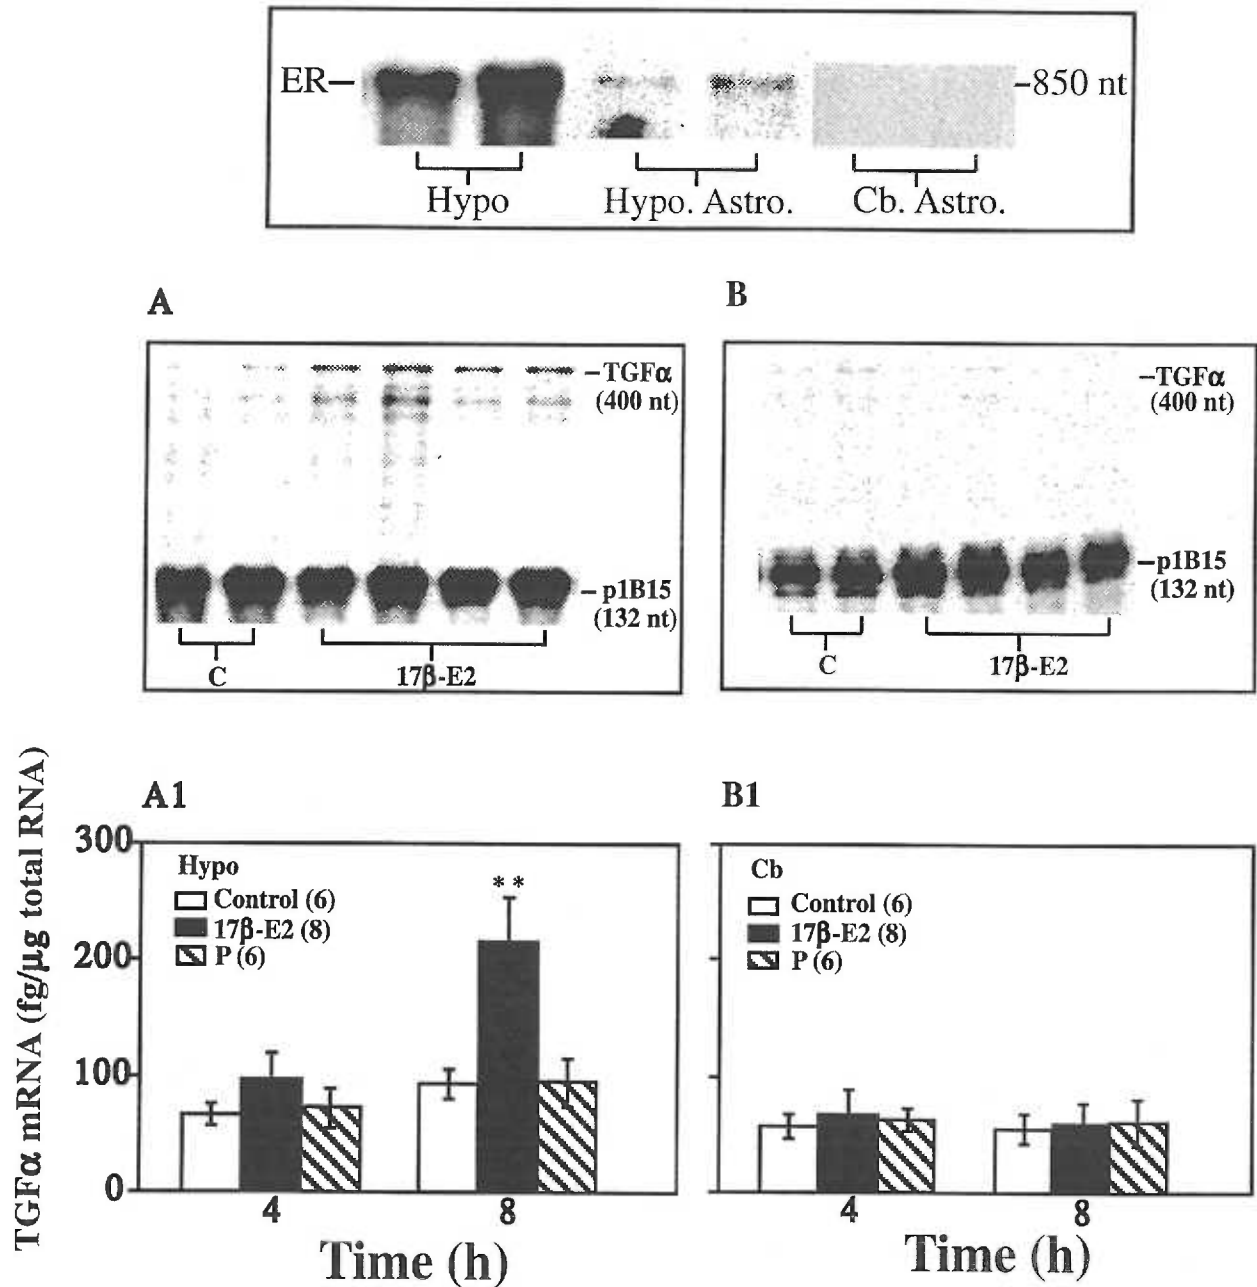 ER– –850 nt
Hypo Hypo. Astro. Cb. Astro.
A
–TGFα
(400 nt)
–p1B15
(132 nt)
C 17β-E2
B
–TGFα
(400 nt)
–p1B15
(132 nt)
C 17β-E2
TGFα mRNA (fg/μg total RNA)
A1
300
200
100
0
Hypo
Control (6)
17β-E2 (8)
P (6)
**
4 8
Time (h)
B1
Cb
Control (6)
17β-E2 (8)
P (6)
4 8
Time (h)